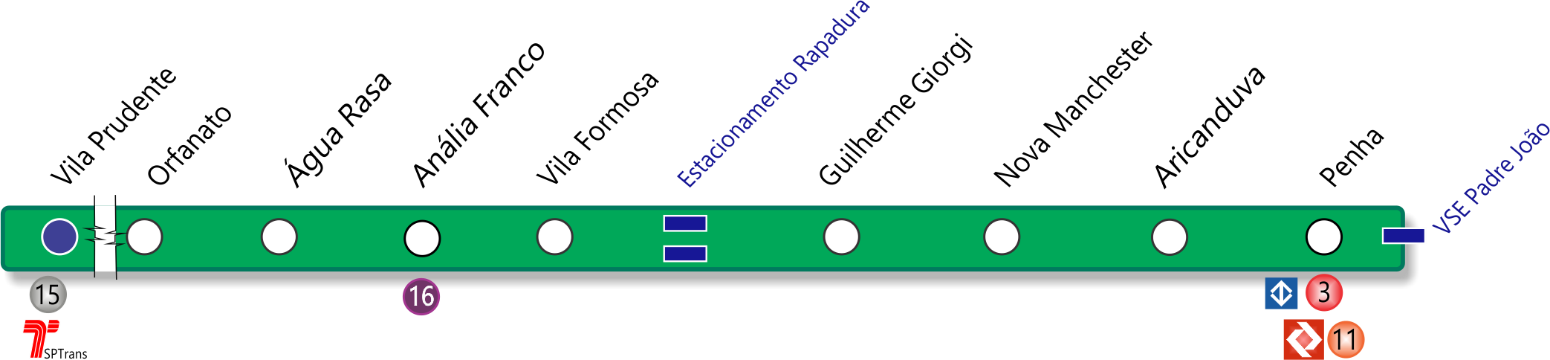 Vila Prudente
Orfanato
Água Rasa
Anália Franco
Vila Formosa
Estacionamento Rapadura
Guilherme Giorgi
Nova Manchester
Aricanduva
Penha
VSE Padre João
15
16
3
SPTrans
11